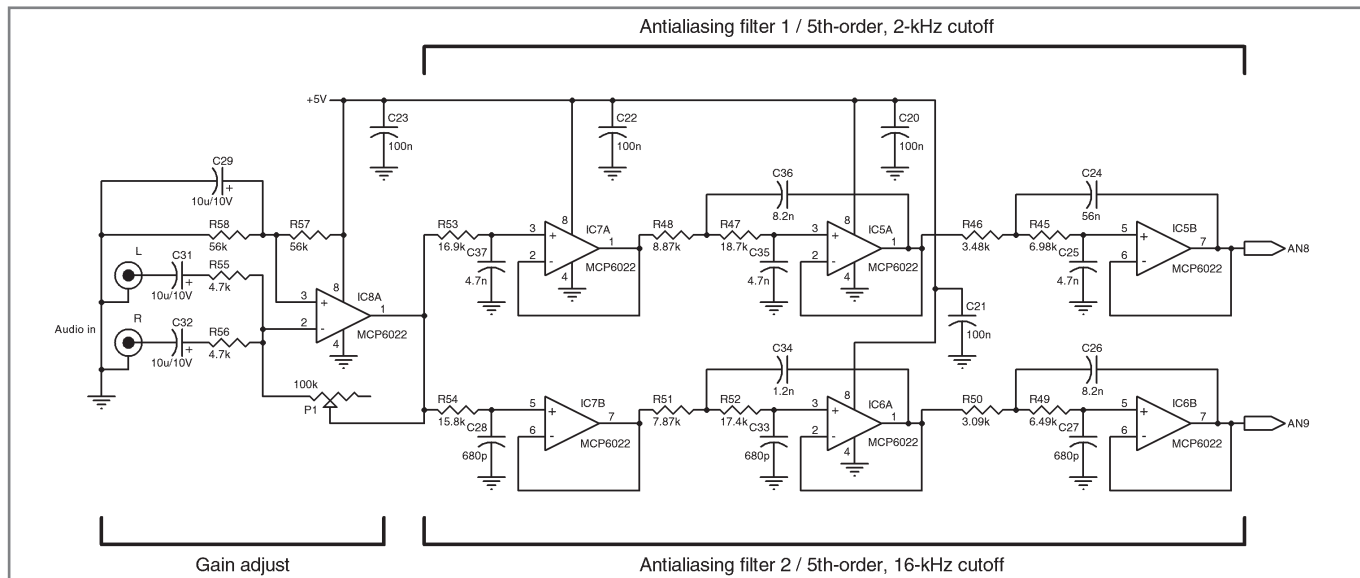 Antialiasing filter 1 / 5th-order, 2-kHz cutoff
+5V
C23
100n
C22
100n
C20
100n
C29
+
10u/10V
R58
56k
R57
56k
L
C31
+
10u/10V
R55
4.7k
R
C32
+
10u/10V
R56
4.7k
Audio in
3
+
2
-
8
4
1
IC8A
MCP6022
100k
P1
R53
16.9k
C37
4.7n
3
+
2
-
8
4
1
IC7A
MCP6022
R48
8.87k
C36
8.2n
R47
18.7k
C35
4.7n
3
+
2
-
8
4
1
IC5A
MCP6022
R46
3.48k
C24
56n
R45
6.98k
C25
4.7n
5
+
6
-
7
IC5B
MCP6022
AN8
C21
100n
R54
15.8k
C28
680p
5
+
6
-
7
IC7B
MCP6022
R51
7.87k
C34
1.2n
R52
17.4k
C33
680p
3
+
2
-
8
4
1
IC6A
MCP6022
R50
3.09k
C26
8.2n
R49
6.49k
C27
680p
5
+
6
-
7
IC6B
MCP6022
AN9
Gain adjust
Antialiasing filter 2 / 5th-order, 16-kHz cutoff